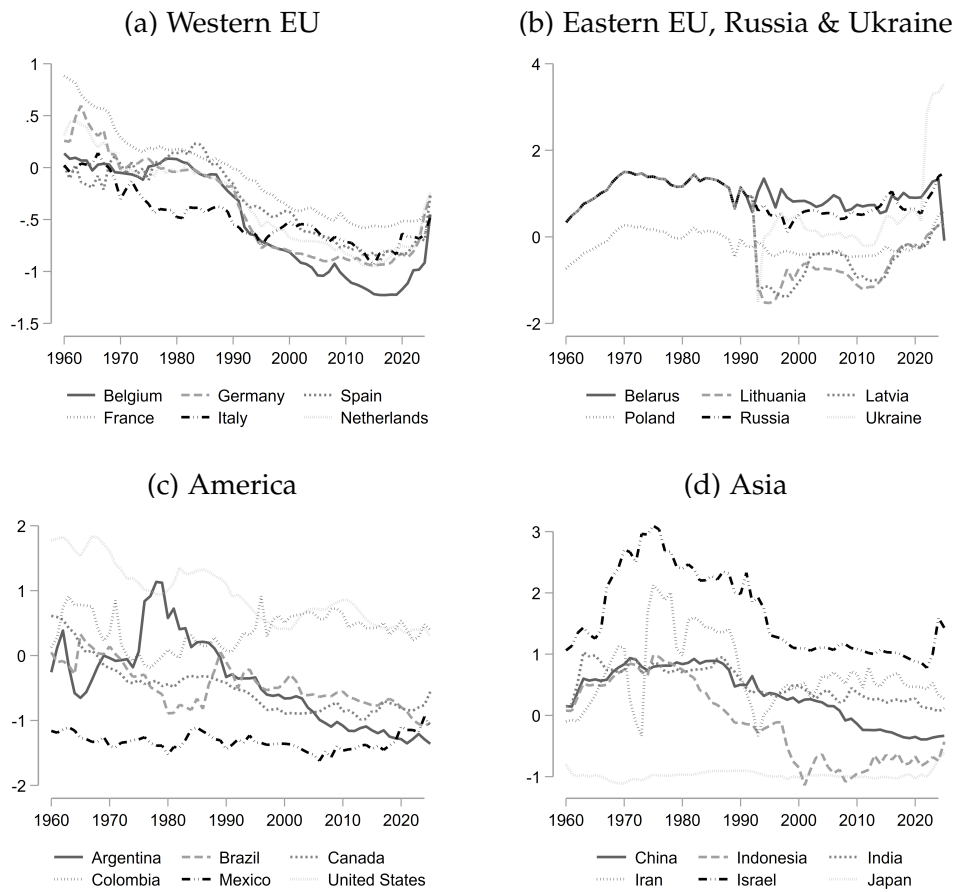 (a) Western EU
1
.5
0
-.5
-1
-1.5
1960 1970 1980 1990 2000 2010 2020
Belgium Germany Spain
France Italy Netherlands
(b) Eastern EU, Russia & Ukraine
4
2
0
-2
1960 1970 1980 1990 2000 2010 2020
Belarus Lithuania Latvia
Poland Russia Ukraine
(c) America
2
1
0
-1
-2
1960 1970 1980 1990 2000 2010 2020
Argentina Brazil Canada
Colombia Mexico United States
(d) Asia
3
2
1
0
-1
1960 1970 1980 1990 2000 2010 2020
China Indonesia India
Iran Israel Japan